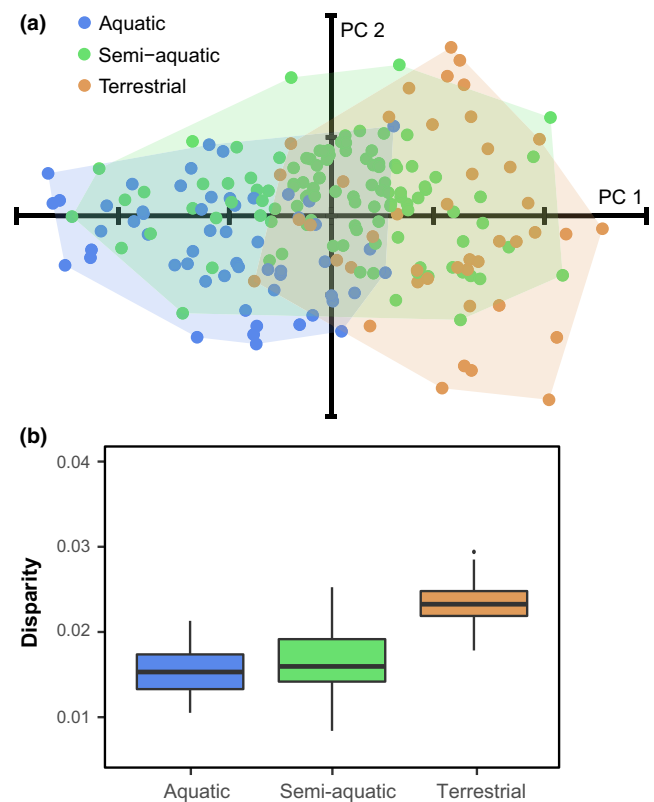 (a)
PC 2
Aquatic
Semi−aquatic
Terrestrial
PC 1
(b)
0.04
0.03
0.02
0.01
Disparity
Aquatic
Semi-aquatic
Terrestrial